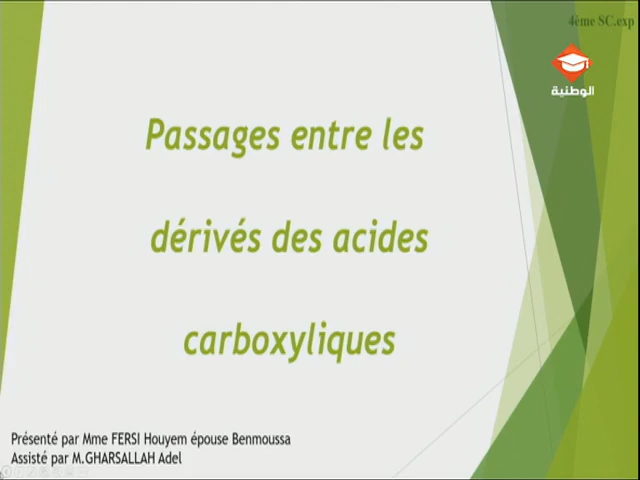 4ème SC.exp
الوطنية
Passages entre les
dérivés des acides
carboxyliques
Présenté par Mme FERSI Houyem épouse Benmoussa
Assisté par M.GHARSALLAH Adel